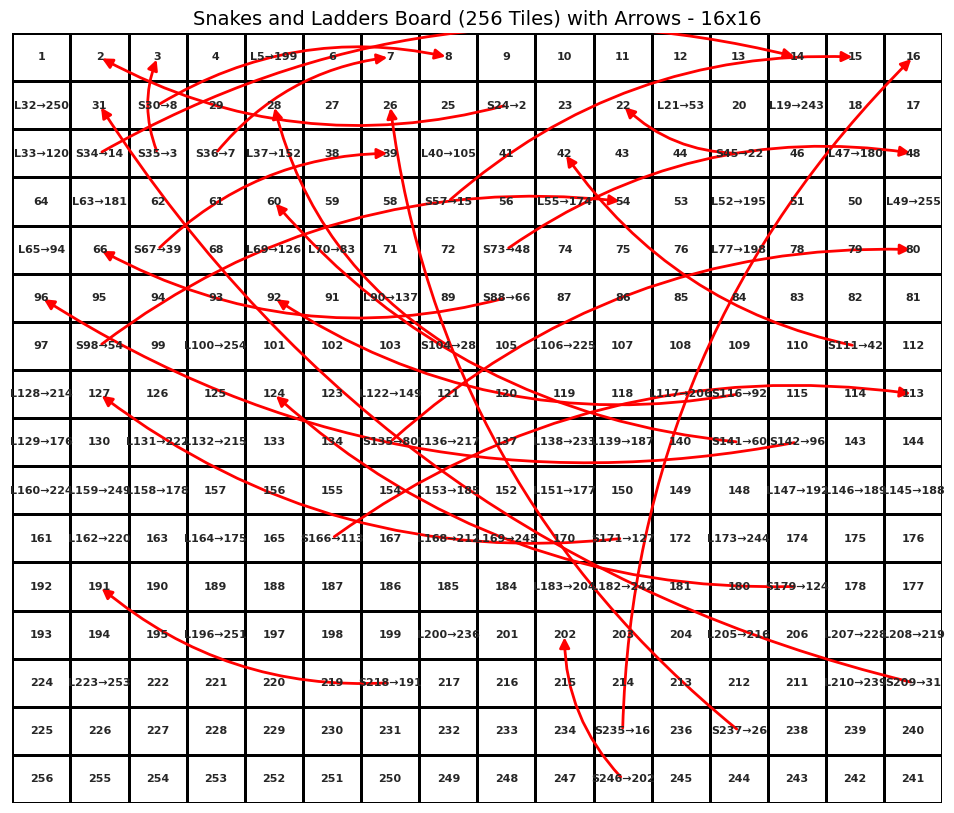 Snakes and Ladders Board (256 Tiles) with Arrows - 16x16
1 2 3 4 L5→199 6 7 8 9 10 11 12 13 14 15 16
L32→250 31 S30→8 29 28 27 26 25 S24→2 23 22 L21→53 20 L19→243 18 17
L33→120 S34→14 S35→3 S36→7 L37→152 38 39 L40→105 41 42 43 44 S45→22 46 L47→180 48
64 L63→181 62 61 60 59 58 S57→15 56 L55→174 54 53 L52→195 51 50 L49→255
L65→94 66 S67→39 68 L69→126 L70→83 71 72 S73→48 74 75 76 L77→198 78 79 80
96 95 94 93 92 91 L90→137 89 S88→66 87 86 85 84 83 82 81
97 S98→54 99 L100→254 101 102 103 S104→28 105 L106→225 107 108 109 110 S111→42 112
L128→214 127 126 125 124 123 L122→149 121 120 119 118 L117→206 S116→92 115 114 113
L129→176 130 L131→222 L132→215 133 134 S135→80 L136→217 137 L138→233 L139→187 140 S141→60 S142→96 143 144
L160→224 L159→249 L158→178 157 156 155 154 L153→185 152 L151→177 150 149 148 L147→192 L146→189 L145→188
161 L162→220 163 L164→175 165 S166→113 167 L168→212 L169→245 170 S171→127 172 L173→244 174 175 176
192 191 190 189 188 187 186 185 184 L183→204 L182→242 181 180 S179→124 178 177
193 194 195 L196→251 197 198 199 L200→236 201 202 203 204 L205→216 206 L207→228 L208→219
224 L223→253 222 221 220 219 S218→191 217 216 215 214 213 212 211 L210→239 S209→31
225 226 227 228 229 230 231 232 233 234 S235→16 236 S237→26 238 239 240
256 255 254 253 252 251 250 249 248 247 S246→202 245 244 243 242 241